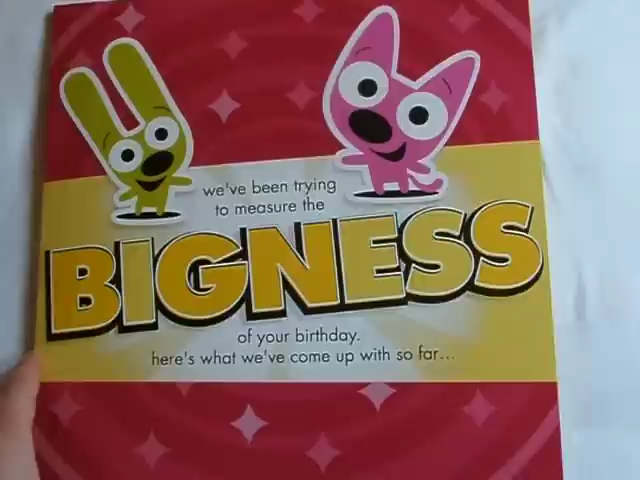 we've been trying
to measure the
BIGNESS
of your birthday.
here's what we've come up with so far...